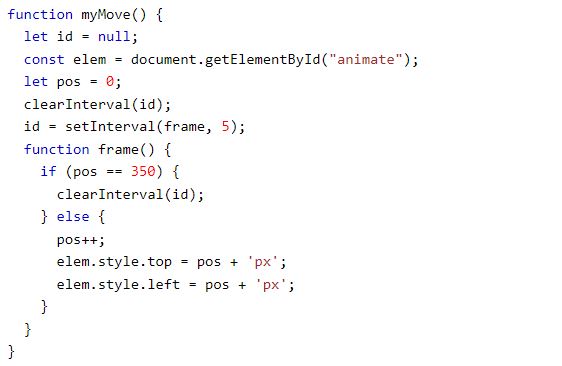 function myMove() {
  let id = null;
  const elem = document.getElementById("animate");
  let pos = 0;
  clearInterval(id);
  id = setInterval(frame, 5);
  function frame() {
    if (pos == 350) {
      clearInterval(id);
    } else {
      pos++;
      elem.style.top = pos + 'px';
      elem.style.left = pos + 'px';
    }
  }
}